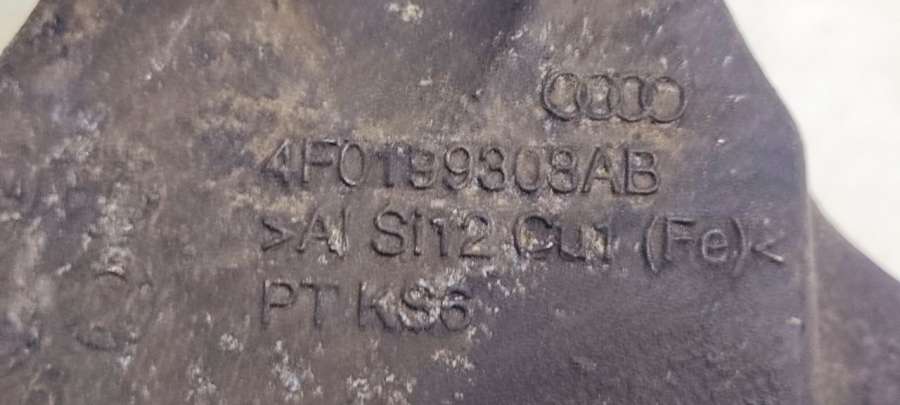 4F0199308AB
>Al Si12 Cu1 (Fe)<
PT KS6